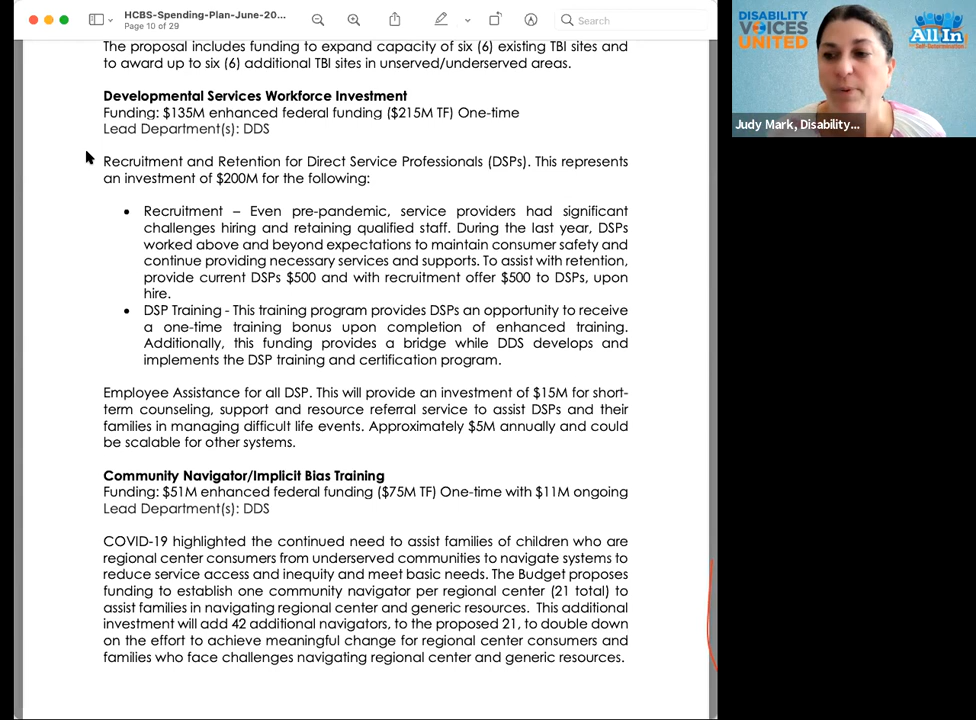 HCBS-Spending-Plan-June-20...
Page 10 of 29
Search
The proposal includes funding to expand capacity of six (6) existing TBI sites and
to award up to six (6) additional TBI sites in unserved/underserved areas.
Developmental Services Workforce Investment
Funding: $135M enhanced federal funding ($215M TF) One-time
Lead Department(s): DDS
Recruitment and Retention for Direct Service Professionals (DSPs). This represents
an investment of $200M for the following:
• Recruitment – Even pre-pandemic, service providers had significant
challenges hiring and retaining qualified staff. During the last year, DSPs
worked above and beyond expectations to maintain consumer safety and
continue providing necessary services and supports. To assist with retention,
provide current DSPs $500 and with recruitment offer $500 to DSPs, upon
hire.
• DSP Training - This training program provides DSPs an opportunity to receive
a one-time training bonus upon completion of enhanced training.
Additionally, this funding provides a bridge while DDS develops and
implements the DSP training and certification program.
Employee Assistance for all DSP. This will provide an investment of $15M for short-
term counseling, support and resource referral service to assist DSPs and their
families in managing difficult life events. Approximately $5M annually and could
be scalable for other systems.
Community Navigator/Implicit Bias Training
Funding: $51M enhanced federal funding ($75M TF) One-time with $11M ongoing
Lead Department(s): DDS
COVID-19 highlighted the continued need to assist families of children who are
regional center consumers from underserved communities to navigate systems to
reduce service access and inequity and meet basic needs. The Budget proposes
funding to establish one community navigator per regional center (21 total) to
assist families in navigating regional center and generic resources. This additional
investment will add 42 additional navigators, to the proposed 21, to double down
on the effort to achieve meaningful change for regional center consumers and
families who face challenges navigating regional center and generic resources.
DISABILITY
VOICES
UNITED
All In
Self-Determination
Judy Mark, Disability...